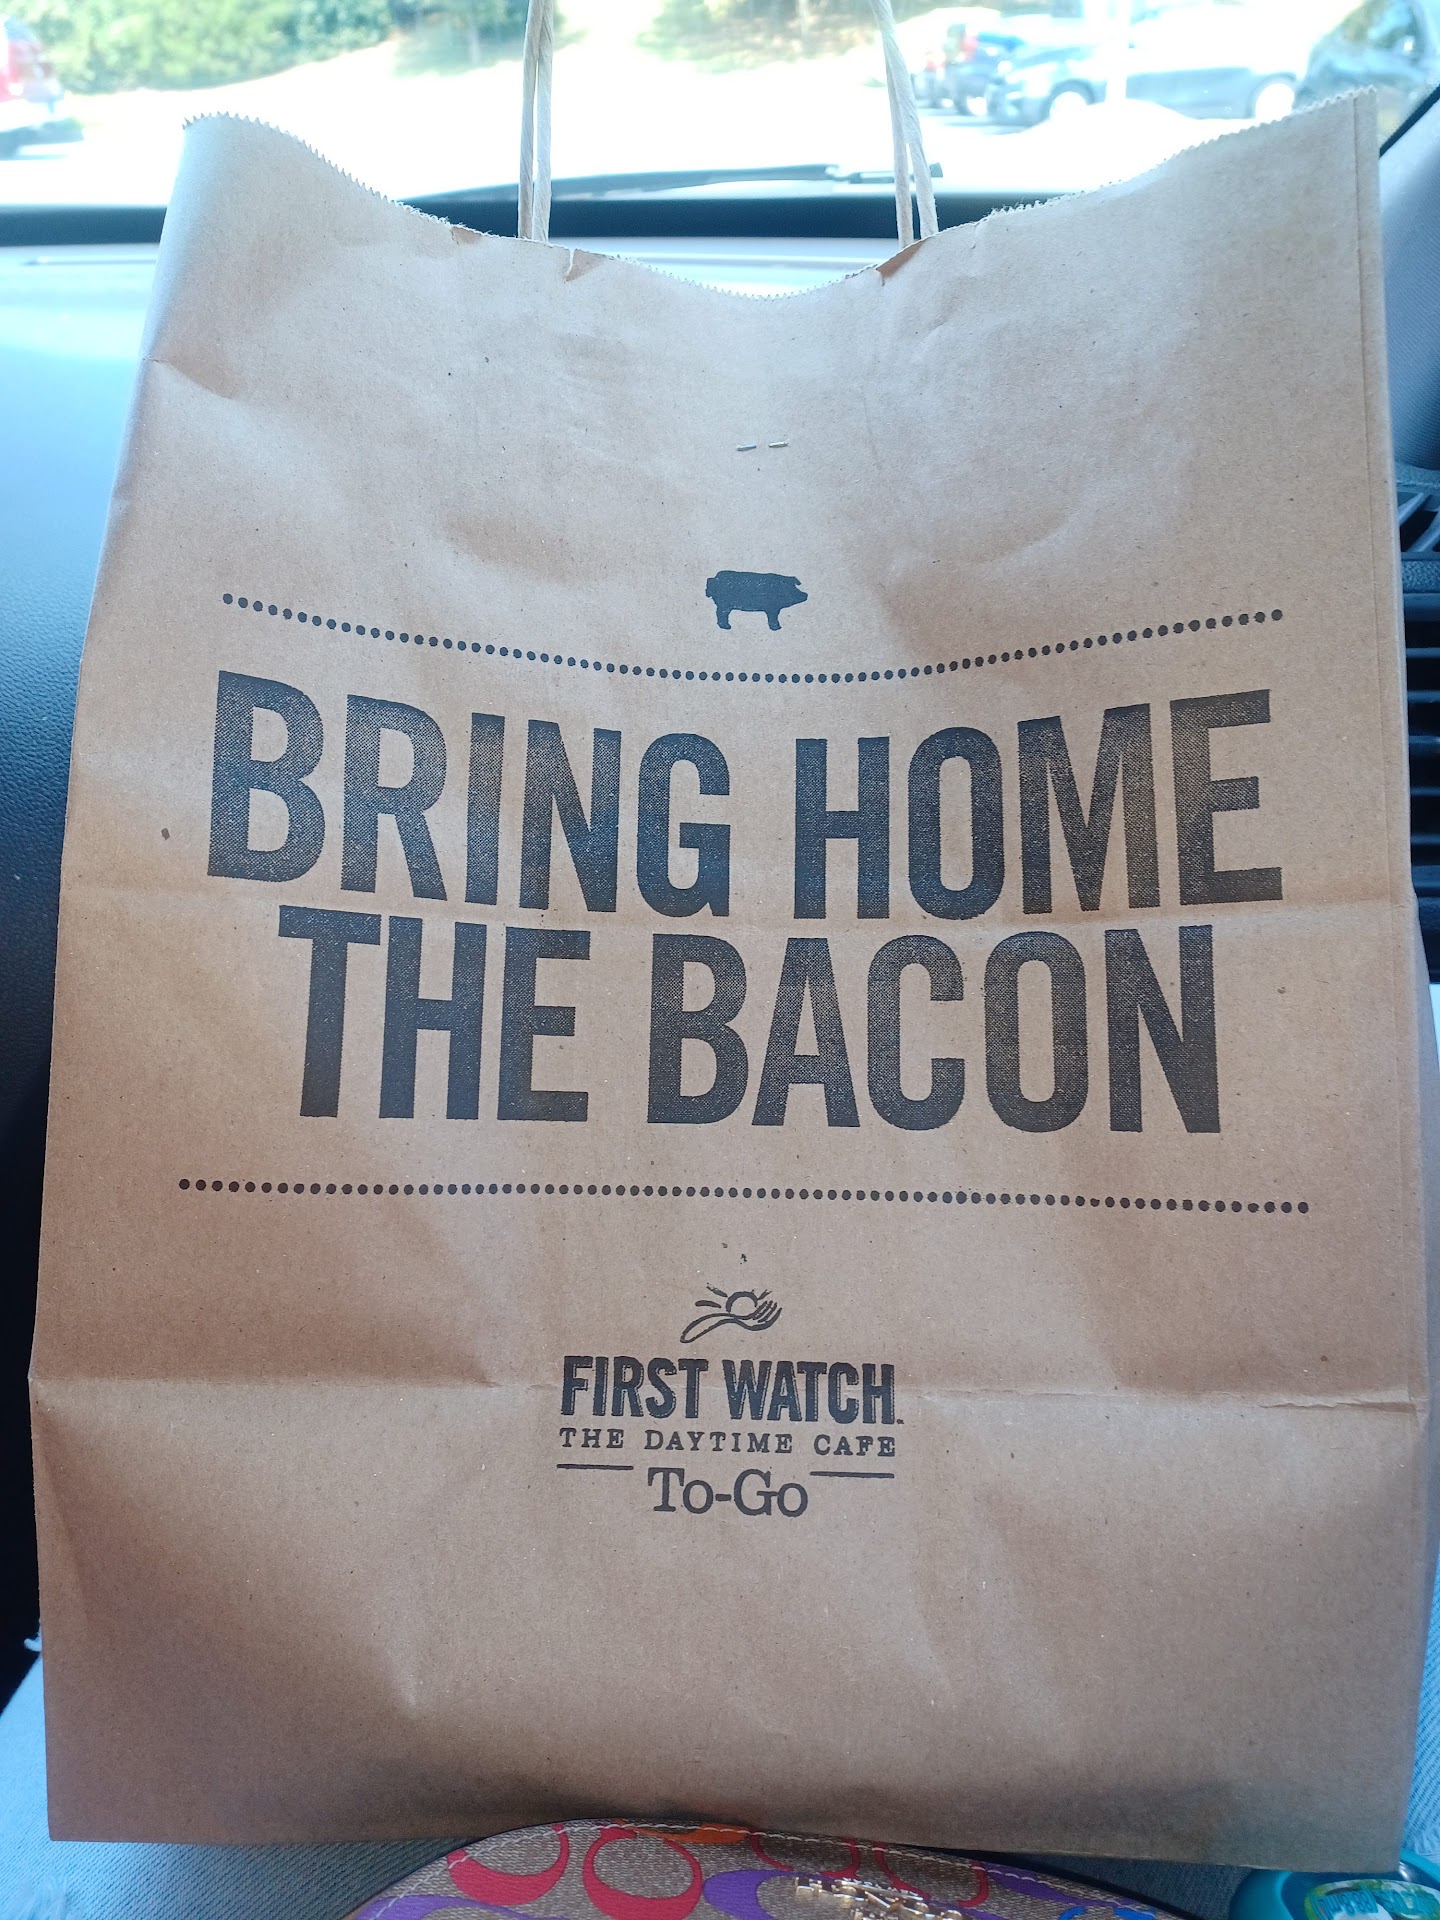 BRING HOME
THE BACON
FIRST WATCH.
THE DAYTIME CAFE
To-Go